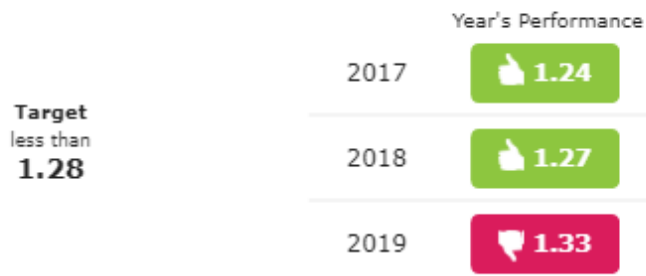 Year's Performance
2017 1.24
Target
less than
1.28
2018 1.27
2019 1.33